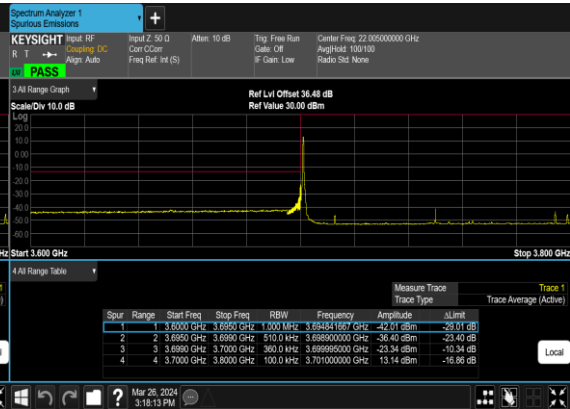 Spectrum Analyzer 1
Spurious Emissions
+
KEYSIGHT Input: RF Input Z: 50 Ω Atten: 10 dB Trig: Free Run Center Freq: 22.005000000 GHz
R T Coupling: DC Corr CCorr Gate: Off Avg|Hold: 100/100
Align: Auto Freq Ref: Int (S) IF Gain: Low Radio Std: None
LW PASS
3 All Range Graph
Ref Lvl Offset 36.48 dB
Scale/Div 10.0 dB Ref Value 30.00 dBm
Log
20.0
10.0
0.00
-10.0
-20.0
-30.0
-40.0
-50.0
-60.0
Hz Start 3.600 GHz Stop 3.800 GHz
4 All Range Table
Measure Trace Trace 1
Trace Type Trace Average (Active)
Spur Range Start Freq Stop Freq RBW Frequency Amplitude ΔLimit
1 1 3.6000 GHz 3.6950 GHz 1.000 MHz 3.694841667 GHz -42.01 dBm -29.01 dB
2 2 3.6950 GHz 3.6990 GHz 510.0 kHz 3.698900000 GHz -36.40 dBm -23.40 dB
3 3 3.6990 GHz 3.7000 GHz 360.0 kHz 3.699995000 GHz -23.34 dBm -10.34 dB
4 4 3.7000 GHz 3.8000 GHz 100.0 kHz 3.701000000 GHz 13.14 dBm -16.86 dB
Local
? Mar 26, 2024
3:18:13 PM